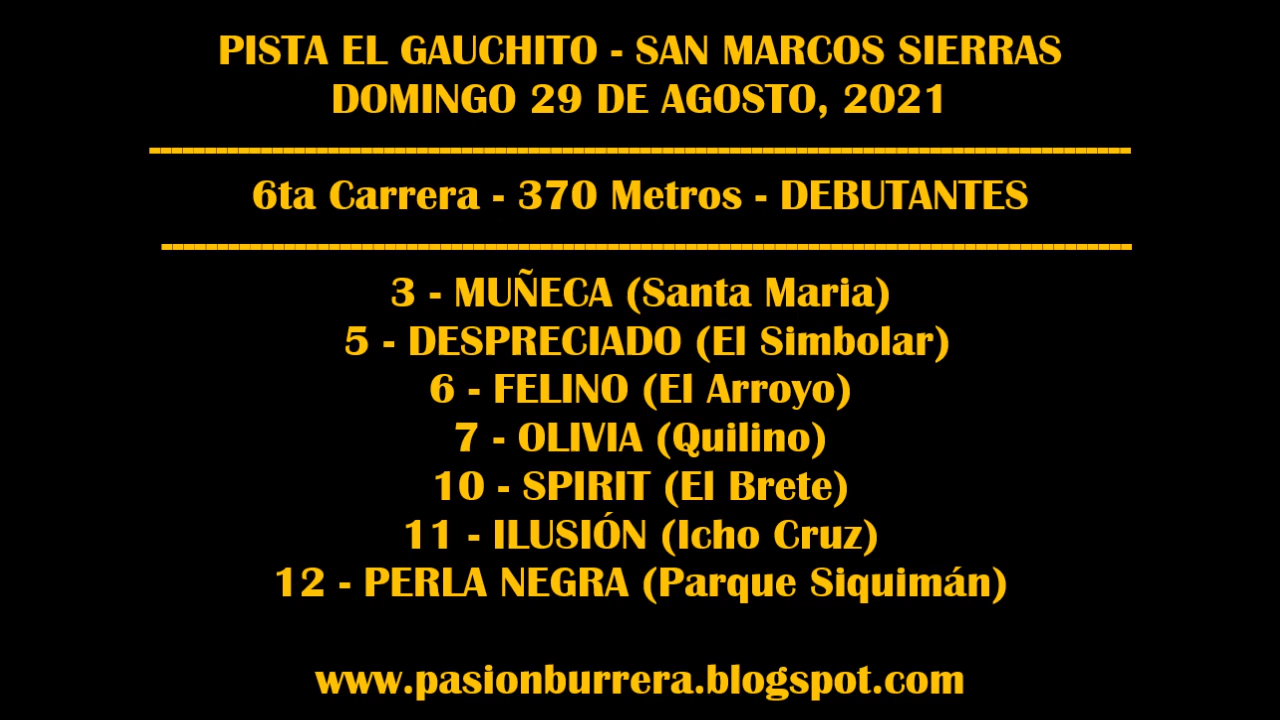 PISTA EL GAUCHITO - SAN MARCOS SIERRAS
DOMINGO 29 DE AGOSTO, 2021
6ta Carrera - 370 Metros - DEBUTANTES
3 - MUÑECA (Santa Maria)
5 - DESPRECIADO (El Simbolar)
6 - FELINO (El Arroyo)
7 - OLIVIA (Quilino)
10 - SPIRIT (El Brete)
11 - ILUSIÓN (Icho Cruz)
12 - PERLA NEGRA (Parque Siquimán)
www.pasionburrera.blogspot.com